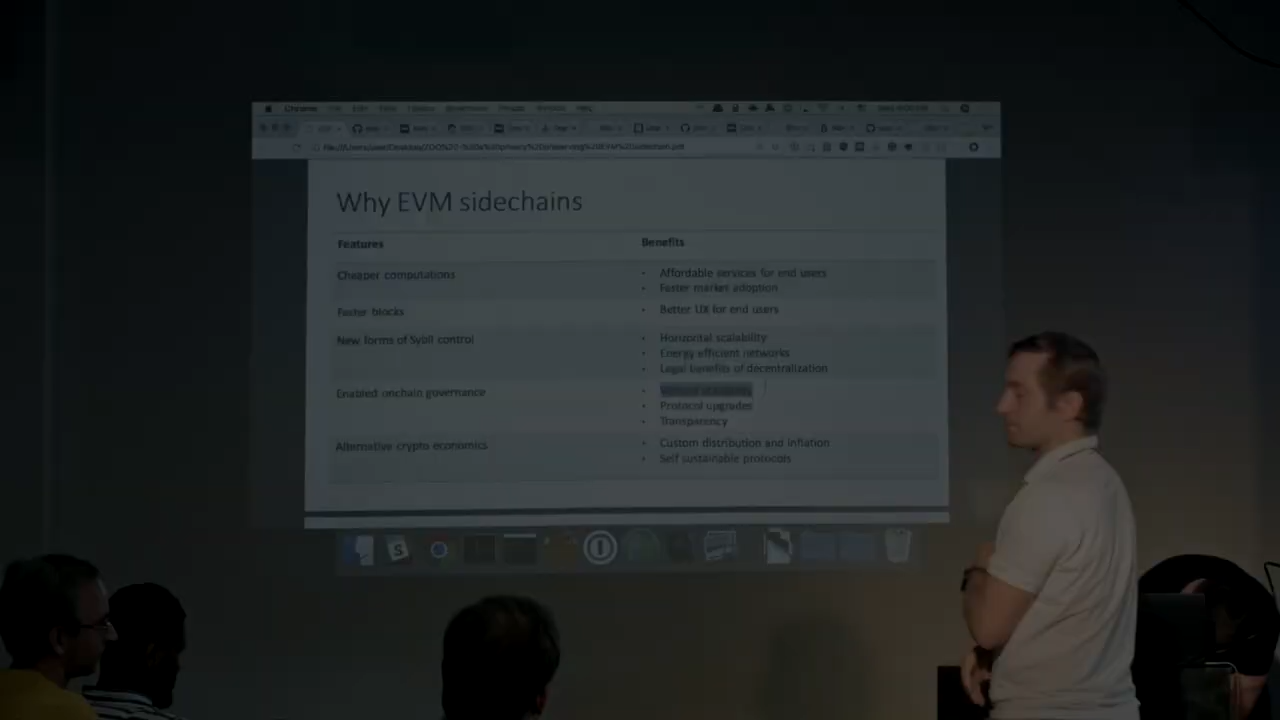 Chrome
Why EVM sidechains
Features
Benefits
Cheaper computations
Affordable services for end users
Faster market adoption
Faster blocks
Better UX for end users
New forms of Sybil control
Horizontal scalability
Energy efficient networks
Legal benefits of decentralization
Enabled onchain governance
Protocol upgrades
Transparency
Alternative crypto economics
Custom distribution and inflation
Self sustainable protocols